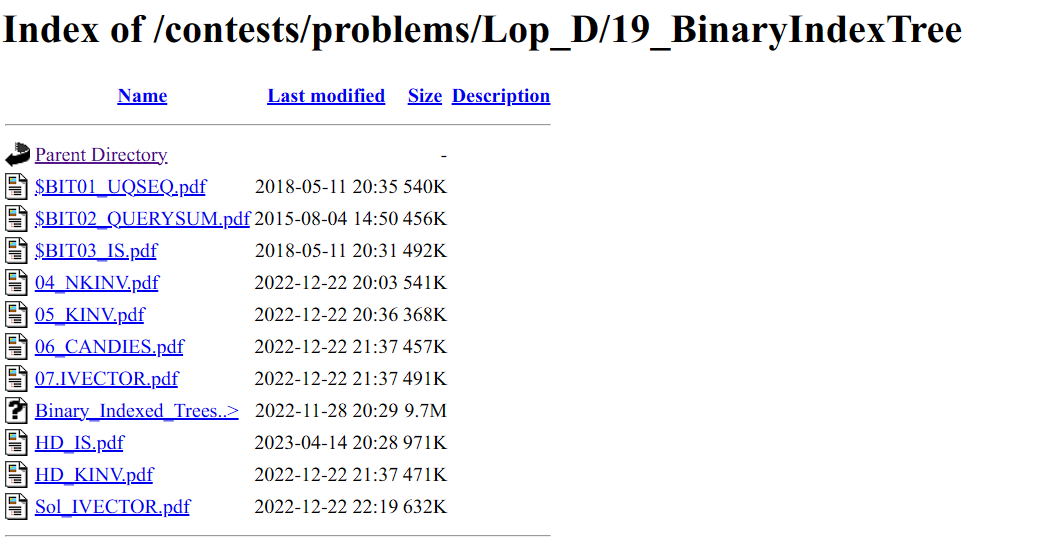 Index of /contests/problems/Lop_D/19_BinaryIndexTree
Name Last modified Size Description
Parent Directory -
$BIT01_UQSEQ.pdf 2018-05-11 20:35 540K
$BIT02_QUERYSUM.pdf 2015-08-04 14:50 456K
$BIT03_IS.pdf 2018-05-11 20:31 492K
04_NKINV.pdf 2022-12-22 20:03 541K
05_KINV.pdf 2022-12-22 20:36 368K
06_CANDIES.pdf 2022-12-22 21:37 457K
07.IVECTOR.pdf 2022-12-22 21:37 491K
Binary_Indexed_Trees..> 2022-11-28 20:29 9.7M
HD_IS.pdf 2023-04-14 20:28 971K
HD_KINV.pdf 2022-12-22 21:37 471K
Sol_IVECTOR.pdf 2022-12-22 22:19 632K